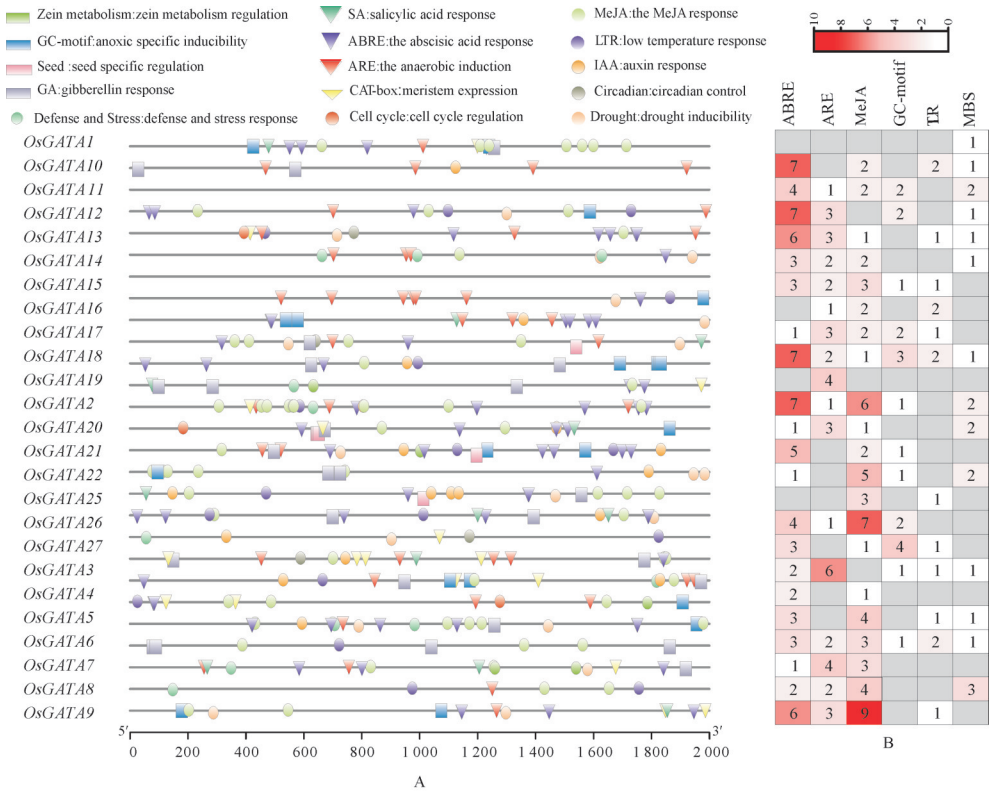 Zein metabolism:zein metabolism regulation
GC-motif:anoxic specific inducibility
Seed :seed specific regulation
GA:gibberellin response
Defense and Stress:defense and stress response
SA:salicylic acid response
ABRE:the abscisic acid response
ARE:the anaerobic induction
CAT-box:meristem expression
Cell cycle:cell cycle regulation
MeJA:the MeJA response
LTR:low temperature response
IAA:auxin response
Circadian:circadian control
Drought:drought inducibility
OsGATA1
OsGATA10
OsGATA11
OsGATA12
OsGATA13
OsGATA14
OsGATA15
OsGATA16
OsGATA17
OsGATA18
OsGATA19
OsGATA2
OsGATA20
OsGATA21
OsGATA22
OsGATA25
OsGATA26
OsGATA27
OsGATA3
OsGATA4
OsGATA5
OsGATA6
OsGATA7
OsGATA8
OsGATA9
5′ 3′
0 200 400 600 800 1 000 1 200 1 400 1 600 1 800 2 000
A
10 8 6 4 2 0
ABRE ARE MeJA GC-motif TR MBS
1
7 2 2 1
4 1 2 2 2
7 3 2 1
6 3 1 1 1
3 2 2 1
3 2 3 1 1
1 2 2
1 3 2 2 1
7 2 1 3 2 1
4
7 1 6 1 2
1 3 1 2
5 2 1
1 5 1 2
3 1
4 1 7 2
3 1 4 1
2 6 1 1 1
2 1
3 4 1 1
3 2 3 1 2 1
1 4 3
2 2 4 3
6 3 9 1
B